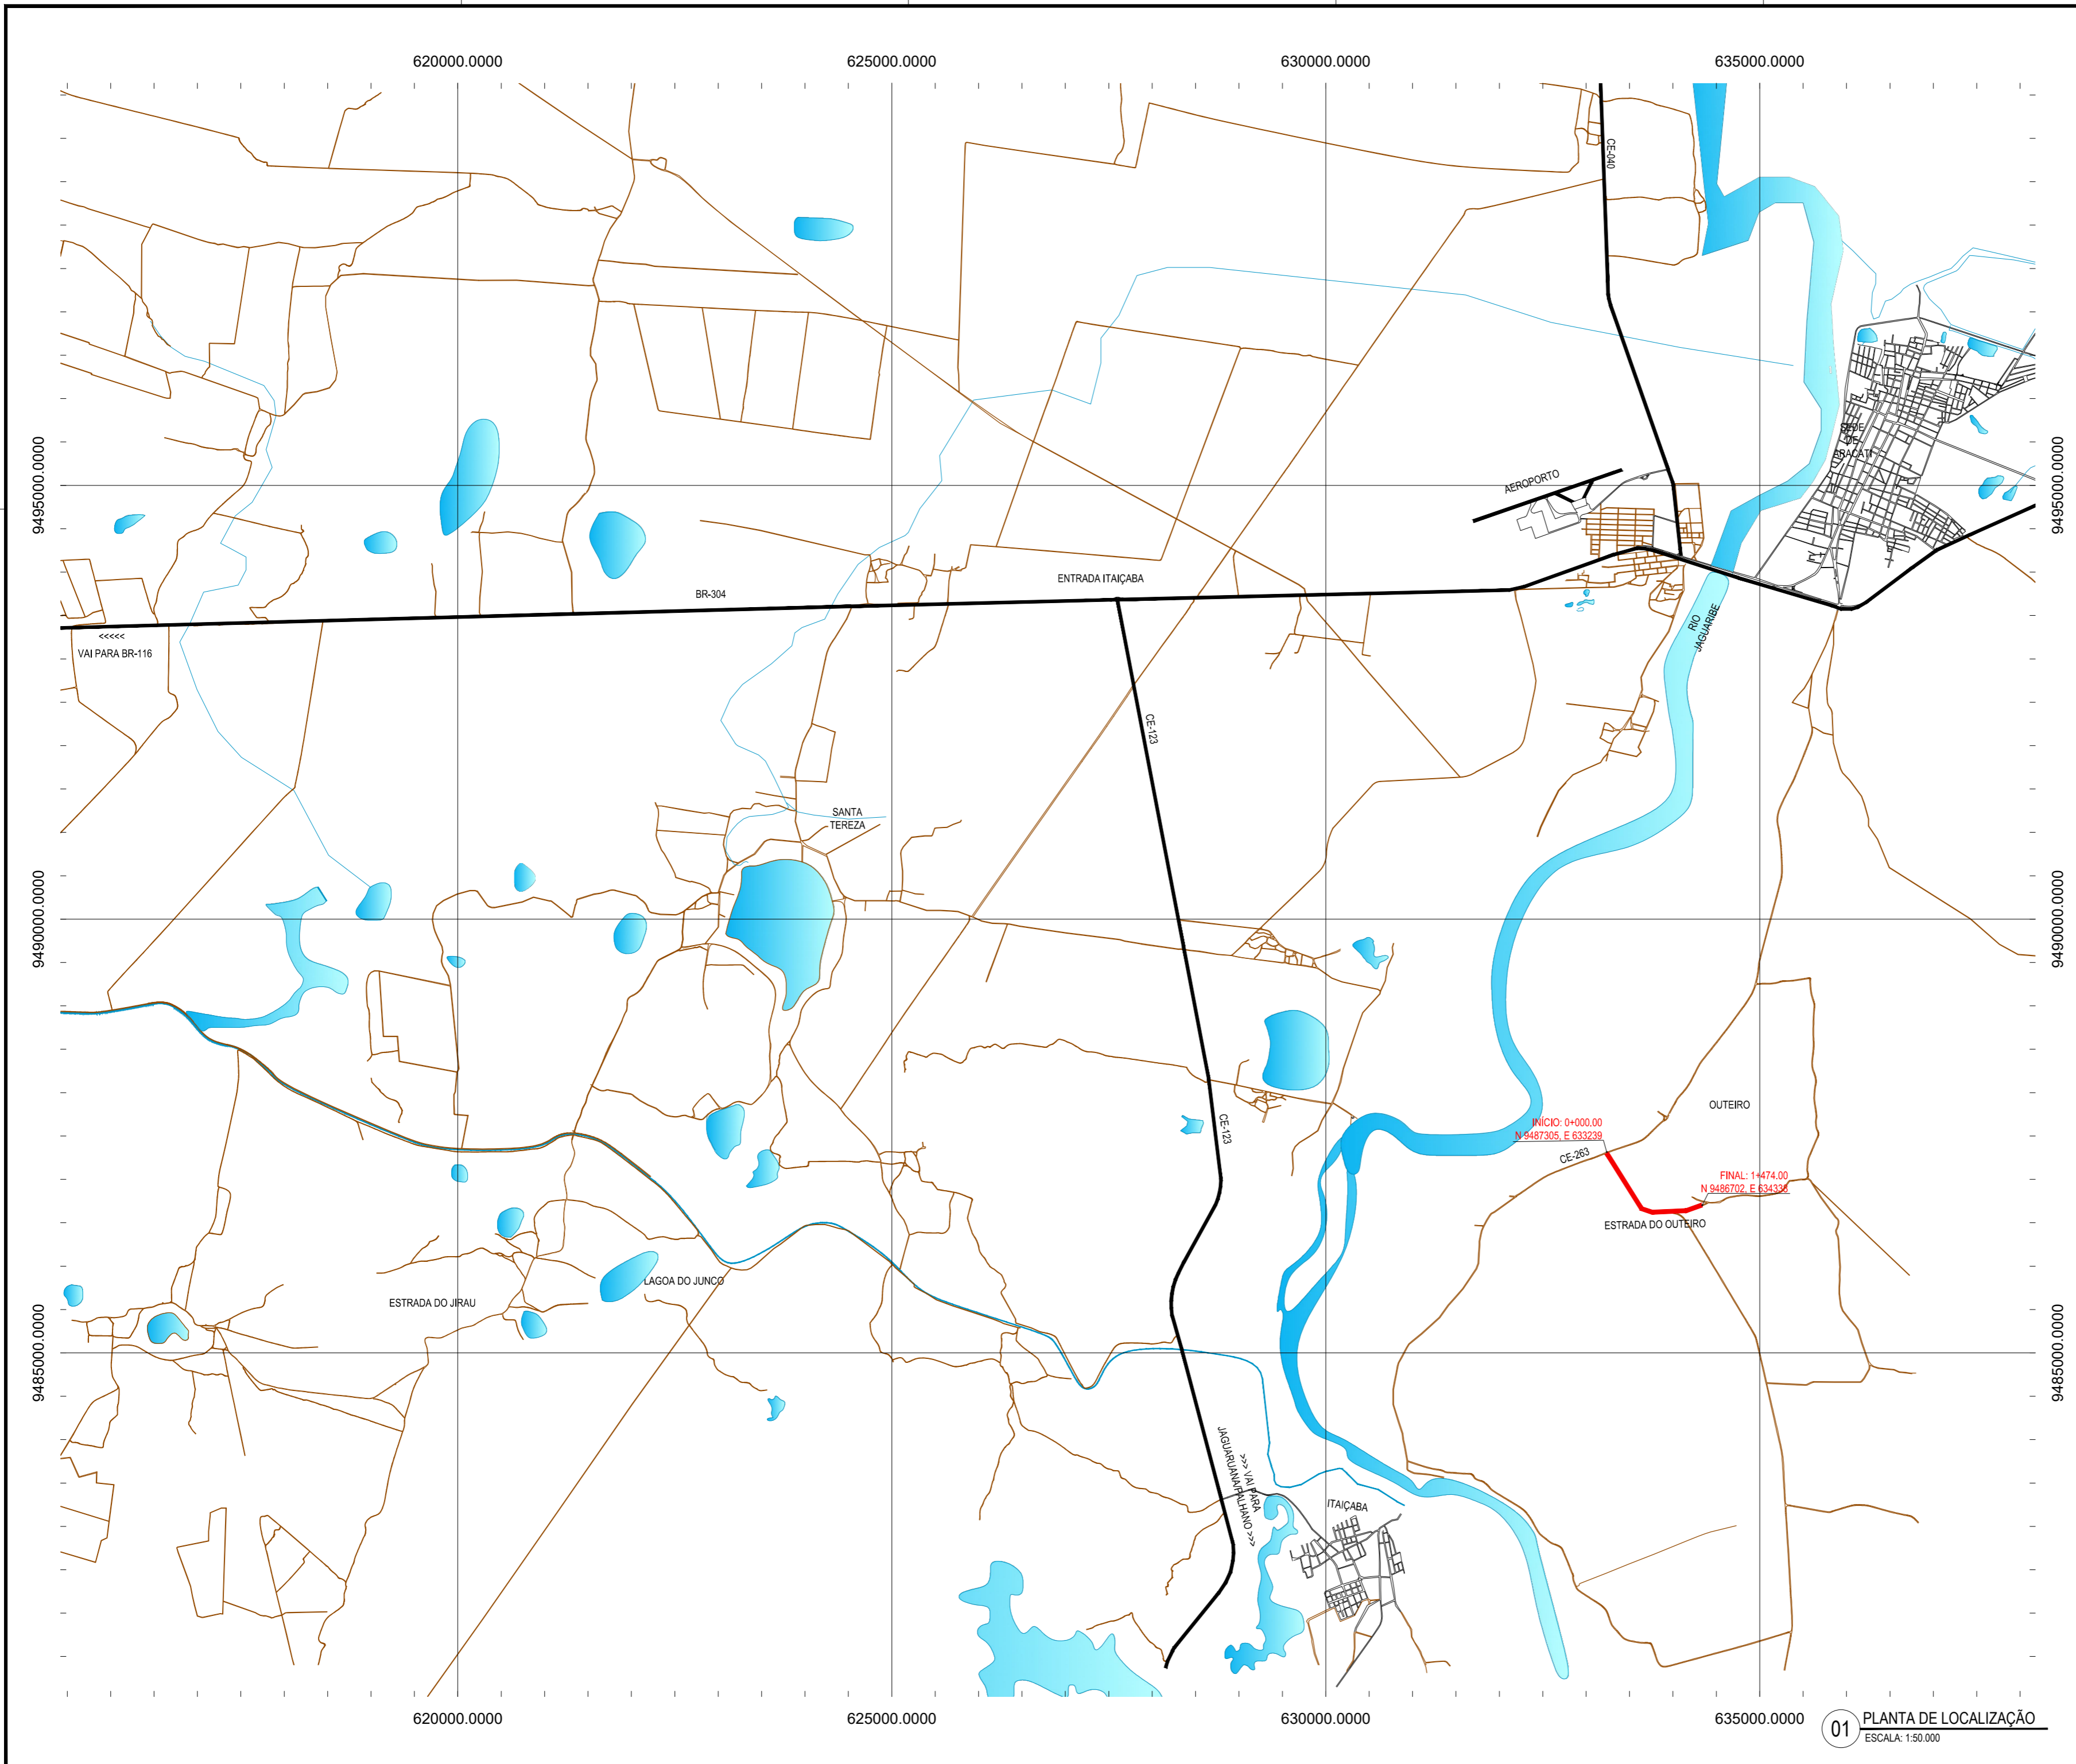 620000.0000
625000.0000
630000.0000
635000.0000
CE-040
SEDE
DE
ARACATI
9495000.0000
9495000.0000
AEROPORTO
ENTRADA ITAIÇABA
BR-304
<<<<<
VAI PARA BR-116
RIO
JAGUARIBE
CE-123
SANTA
TEREZA
9490000.0000
9490000.0000
OUTEIRO
INÍCIO: 0+000.00
N 9487305, E 633239
CE-123
CE-263
FINAL: 1+474,00
N 9486702, E 634338
ESTRADA DO OUTEIRO
LAGOA DO JUNCO
ESTRADA DO JIRAU
9485000.0000
9485000.0000
>>> VAI PARA
JAGUARUANA/PALHANO >>>
ITAIÇABA
620000.0000
625000.0000
630000.0000
635000.0000
01
PLANTA DE LOCALIZAÇÃO
ESCALA: 1:50.000